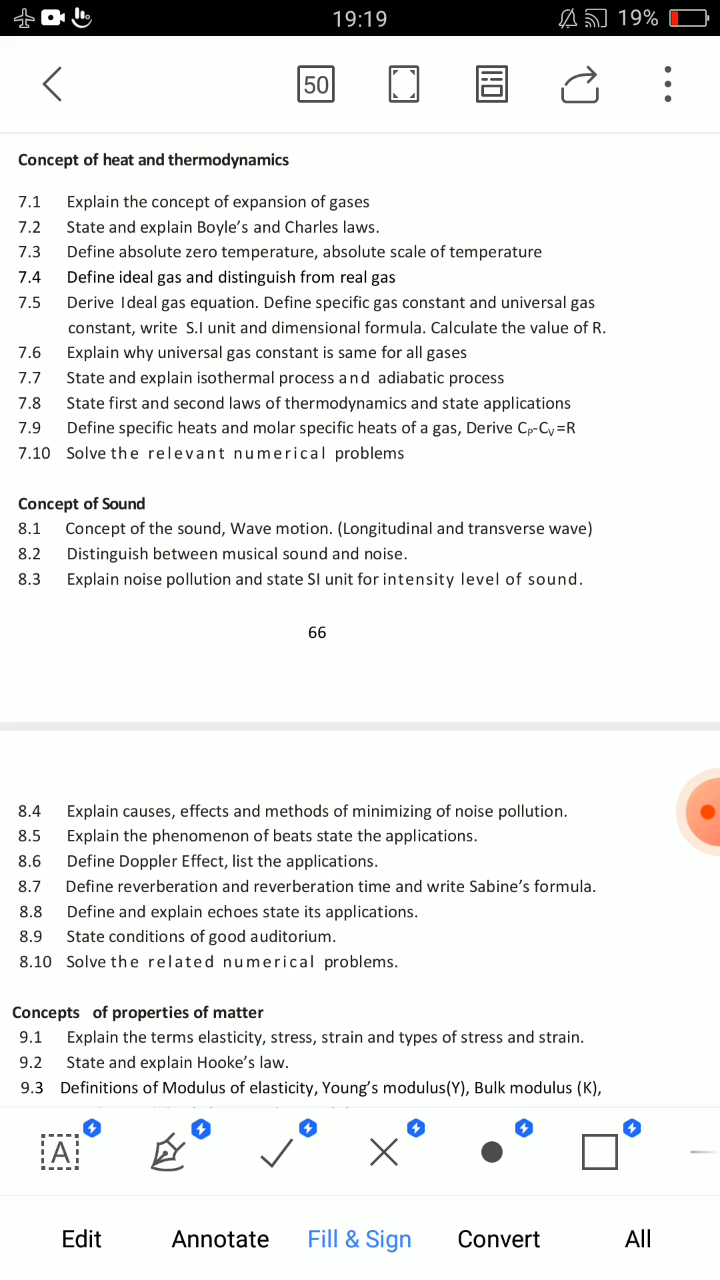 19:19
19%
50
Concept of heat and thermodynamics
7.1 Explain the concept of expansion of gases
7.2 State and explain Boyle's and Charles laws.
7.3 Define absolute zero temperature, absolute scale of temperature
7.4 Define ideal gas and distinguish from real gas
7.5 Derive Ideal gas equation. Define specific gas constant and universal gas
constant, write S.I unit and dimensional formula. Calculate the value of R.
7.6 Explain why universal gas constant is same for all gases
7.7 State and explain isothermal process and adiabatic process
7.8 State first and second laws of thermodynamics and state applications
7.9 Define specific heats and molar specific heats of a gas, Derive CP-CV=R
7.10 Solve the relevant numerical problems
Concept of Sound
8.1 Concept of the sound, Wave motion. (Longitudinal and transverse wave)
8.2 Distinguish between musical sound and noise.
8.3 Explain noise pollution and state SI unit for intensity level of sound.
66
8.4 Explain causes, effects and methods of minimizing of noise pollution.
8.5 Explain the phenomenon of beats state the applications.
8.6 Define Doppler Effect, list the applications.
8.7 Define reverberation and reverberation time and write Sabine's formula.
8.8 Define and explain echoes state its applications.
8.9 State conditions of good auditorium.
8.10 Solve the related numerical problems.
Concepts of properties of matter
9.1 Explain the terms elasticity, stress, strain and types of stress and strain.
9.2 State and explain Hooke's law.
9.3 Definitions of Modulus of elasticity, Young's modulus(Y), Bulk modulus (K),
A
Edit Annotate Fill & Sign Convert All